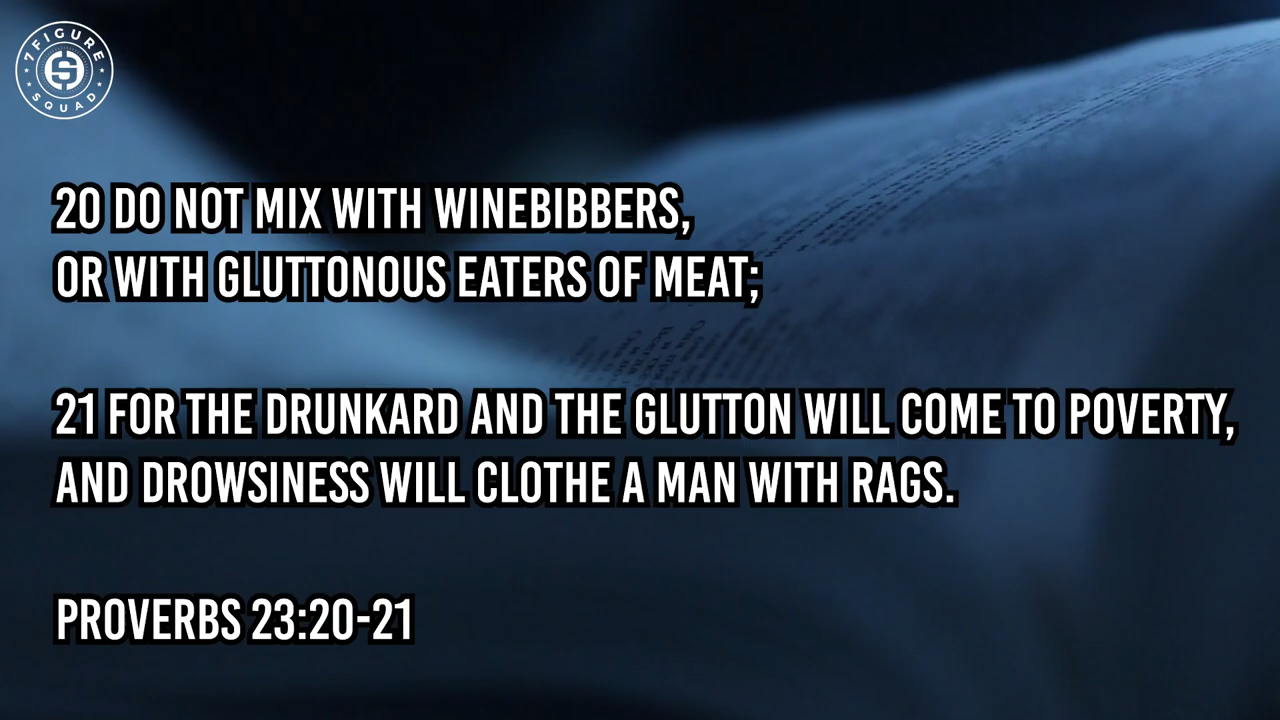 7FIGURE
SQUAD
20 DO NOT MIX WITH WINEBIBBERS,
OR WITH GLUTTONOUS EATERS OF MEAT;
21 FOR THE DRUNKARD AND THE GLUTTON WILL COME TO POVERTY,
AND DROWSINESS WILL CLOTHE A MAN WITH RAGS.
PROVERBS 23:20-21